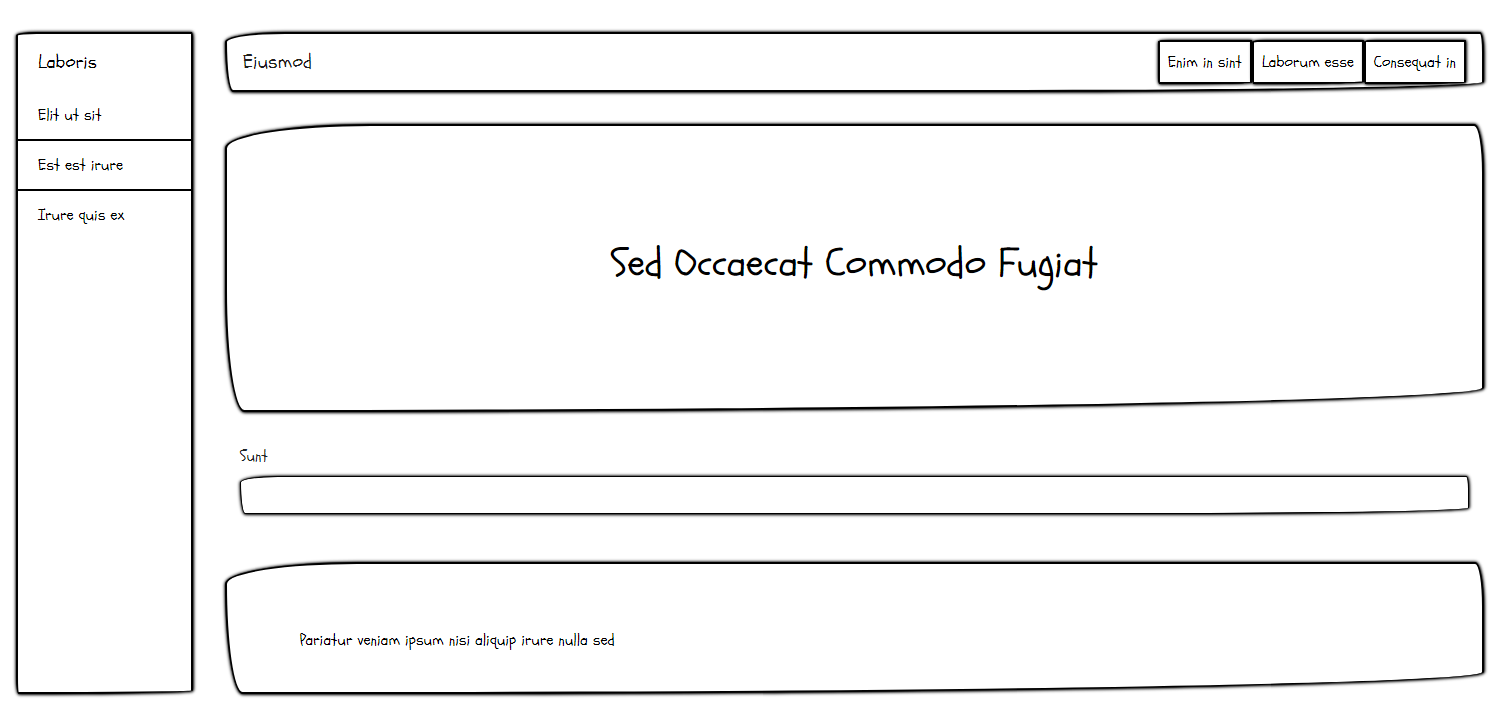 Laboris
Elit ut sit
Est est irure
Irure quis ex
Eiusmod
Enim in sint
Laborum esse
Consequat in
Sed Occaecat Commodo Fugiat
Sunt
Pariatur veniam ipsum nisi aliquip irure nulla sed